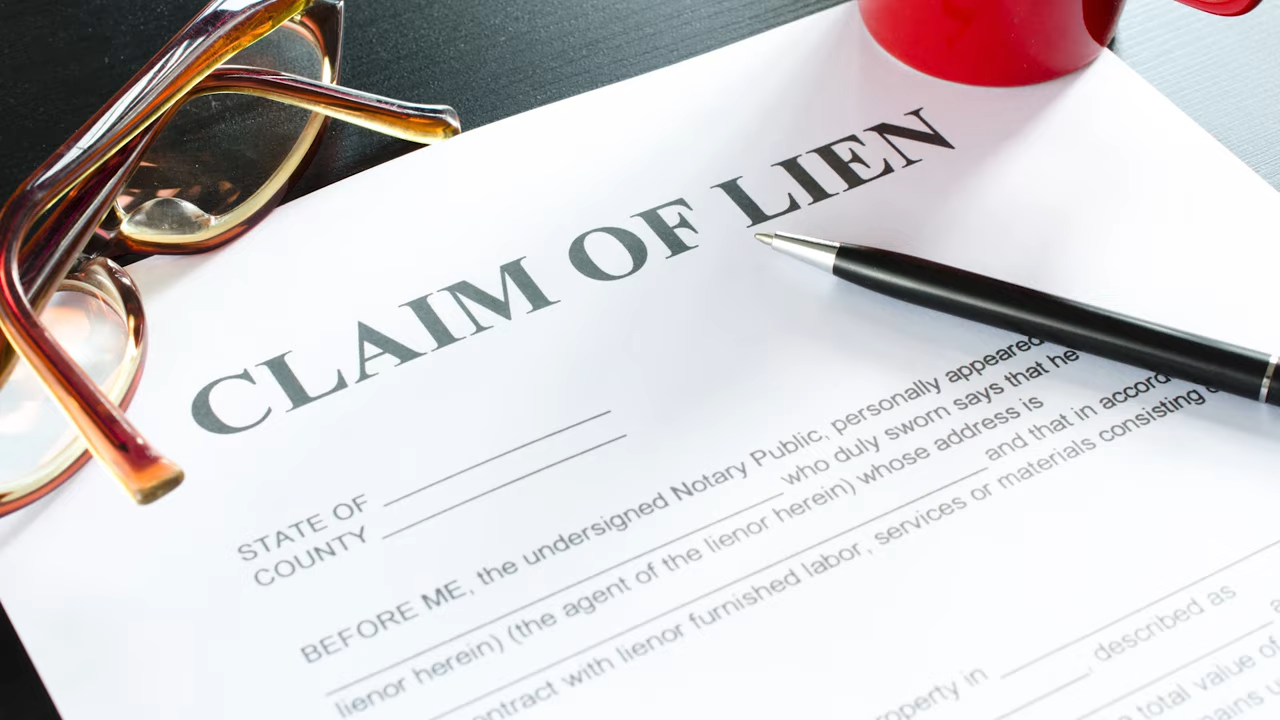 CLAIM OF LIEN
STATE OF
COUNTY
BEFORE ME, the undersigned Notary Public, personally appeared
who duly sworn says that he
lienor herein) (the agent of the lienor herein) whose address is
and that in accord
contract with lienor furnished labor, services or materials consisting
property in
, described as
total value of